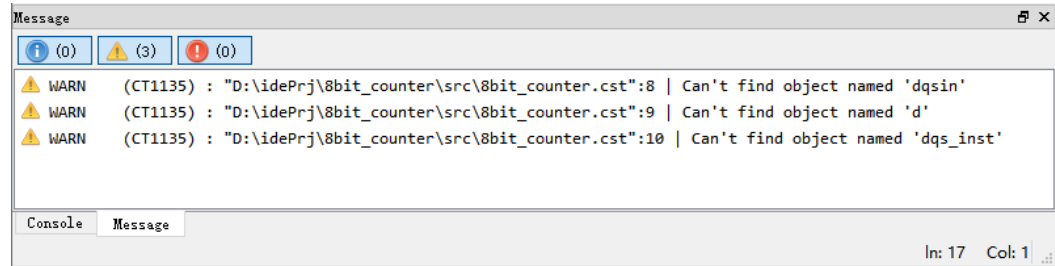 Message
(0) (3) (0)
WARN (CT1135) : "D:\idePrj\8bit_counter\src\8bit_counter.cst":8 | Can't find object named 'dqsin'
WARN (CT1135) : "D:\idePrj\8bit_counter\src\8bit_counter.cst":9 | Can't find object named 'd'
WARN (CT1135) : "D:\idePrj\8bit_counter\src\8bit_counter.cst":10 | Can't find object named 'dqs_inst'
Console Message
ln: 17 Col: 1